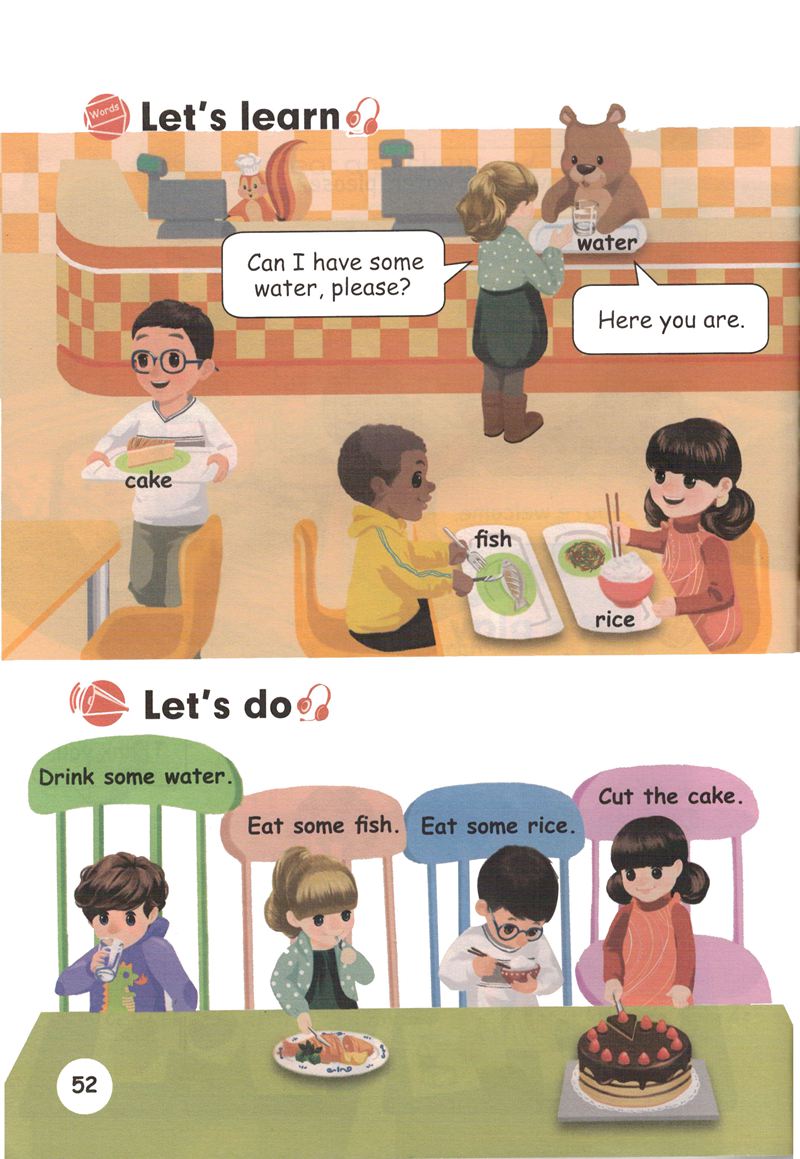 Words
Let's learn
water
Can I have some
water, please?
Here you are.
cake
fish
rice
Let's do
Drink some water.
Eat some fish.
Eat some rice.
Cut the cake.
52